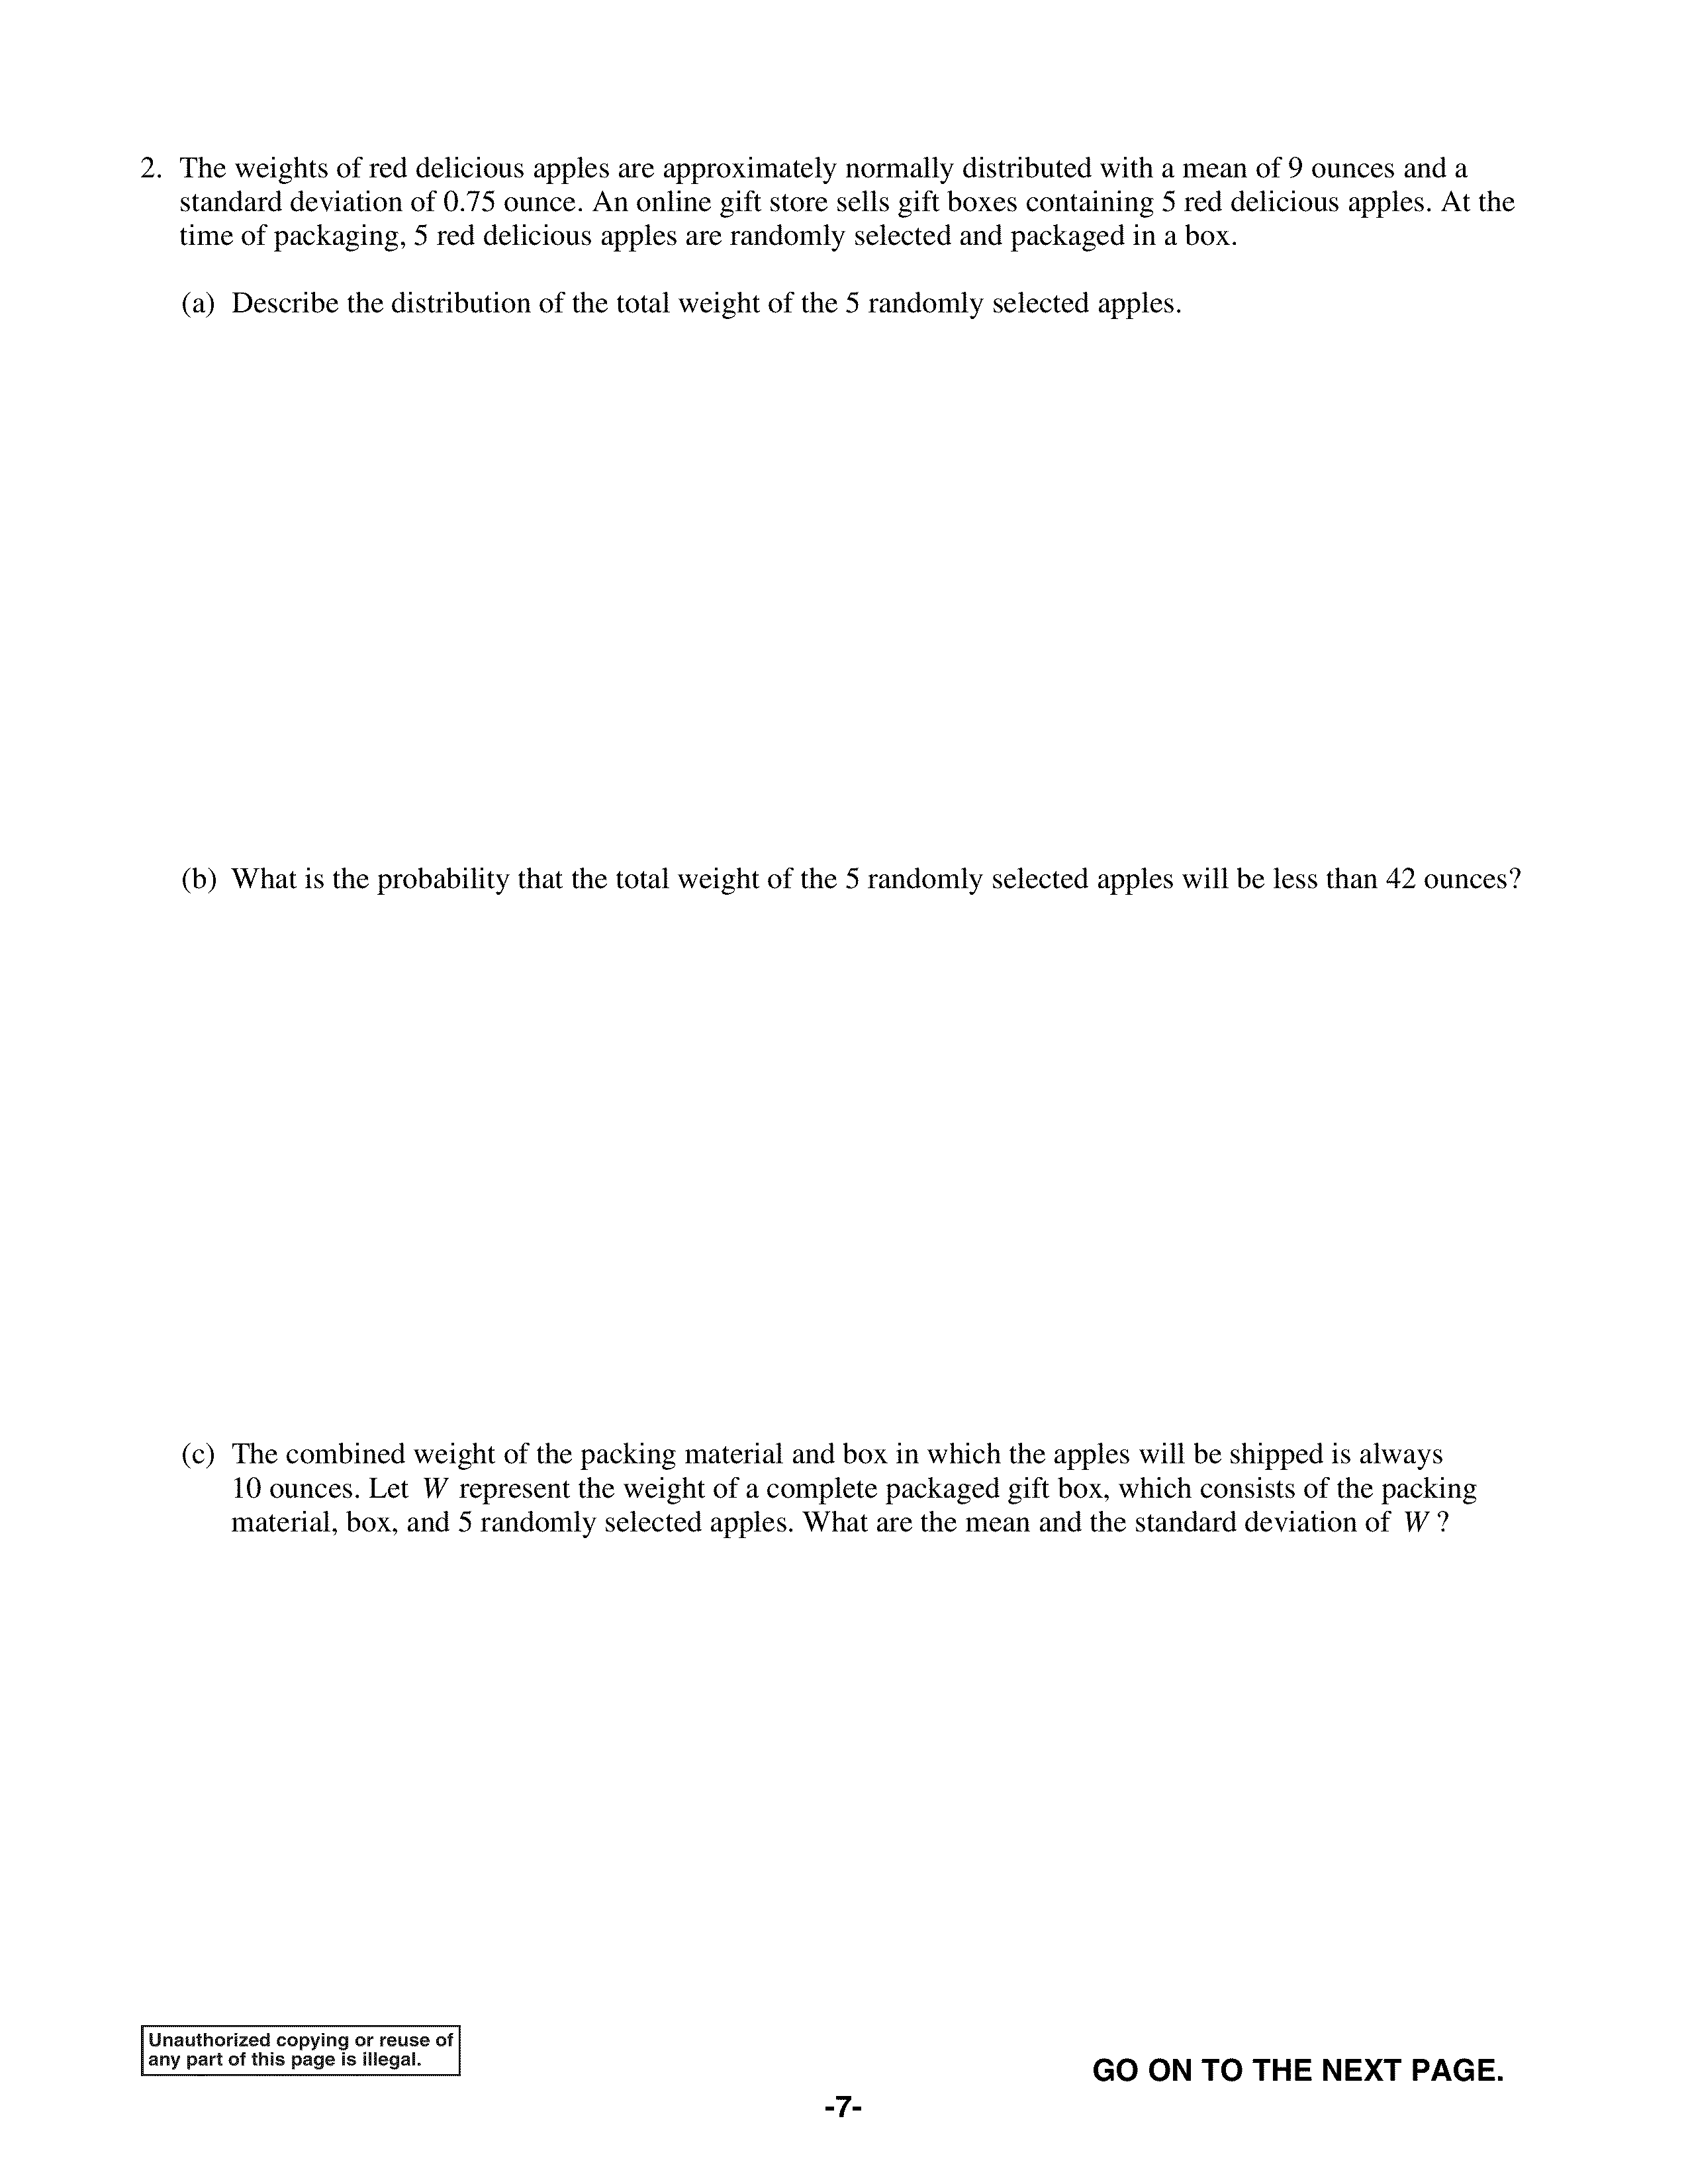 2. The weights of red delicious apples are approximately normally distributed with a mean of 9 ounces and a
standard deviation of 0.75 ounce. An online gift store sells gift boxes containing 5 red delicious apples. At the
time of packaging, 5 red delicious apples are randomly selected and packaged in a box.
(a) Describe the distribution of the total weight of the 5 randomly selected apples.
(b) What is the probability that the total weight of the 5 randomly selected apples will be less than 42 ounces?
(c) The combined weight of the packing material and box in which the apples will be shipped is always
10 ounces. Let W represent the weight of a complete packaged gift box, which consists of the packing
material, box, and 5 randomly selected apples. What are the mean and the standard deviation of W ?
Unauthorized copying or reuse of
any part of this page is illegal.
GO ON TO THE NEXT PAGE.
-7-